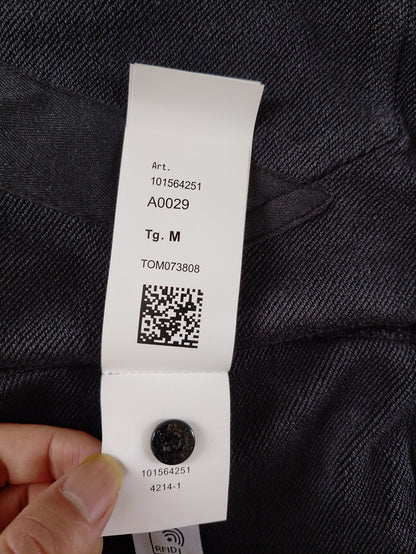 Art.
101564251
A0029
Tg. M
TOM073808
101564251
4214-1
RFID